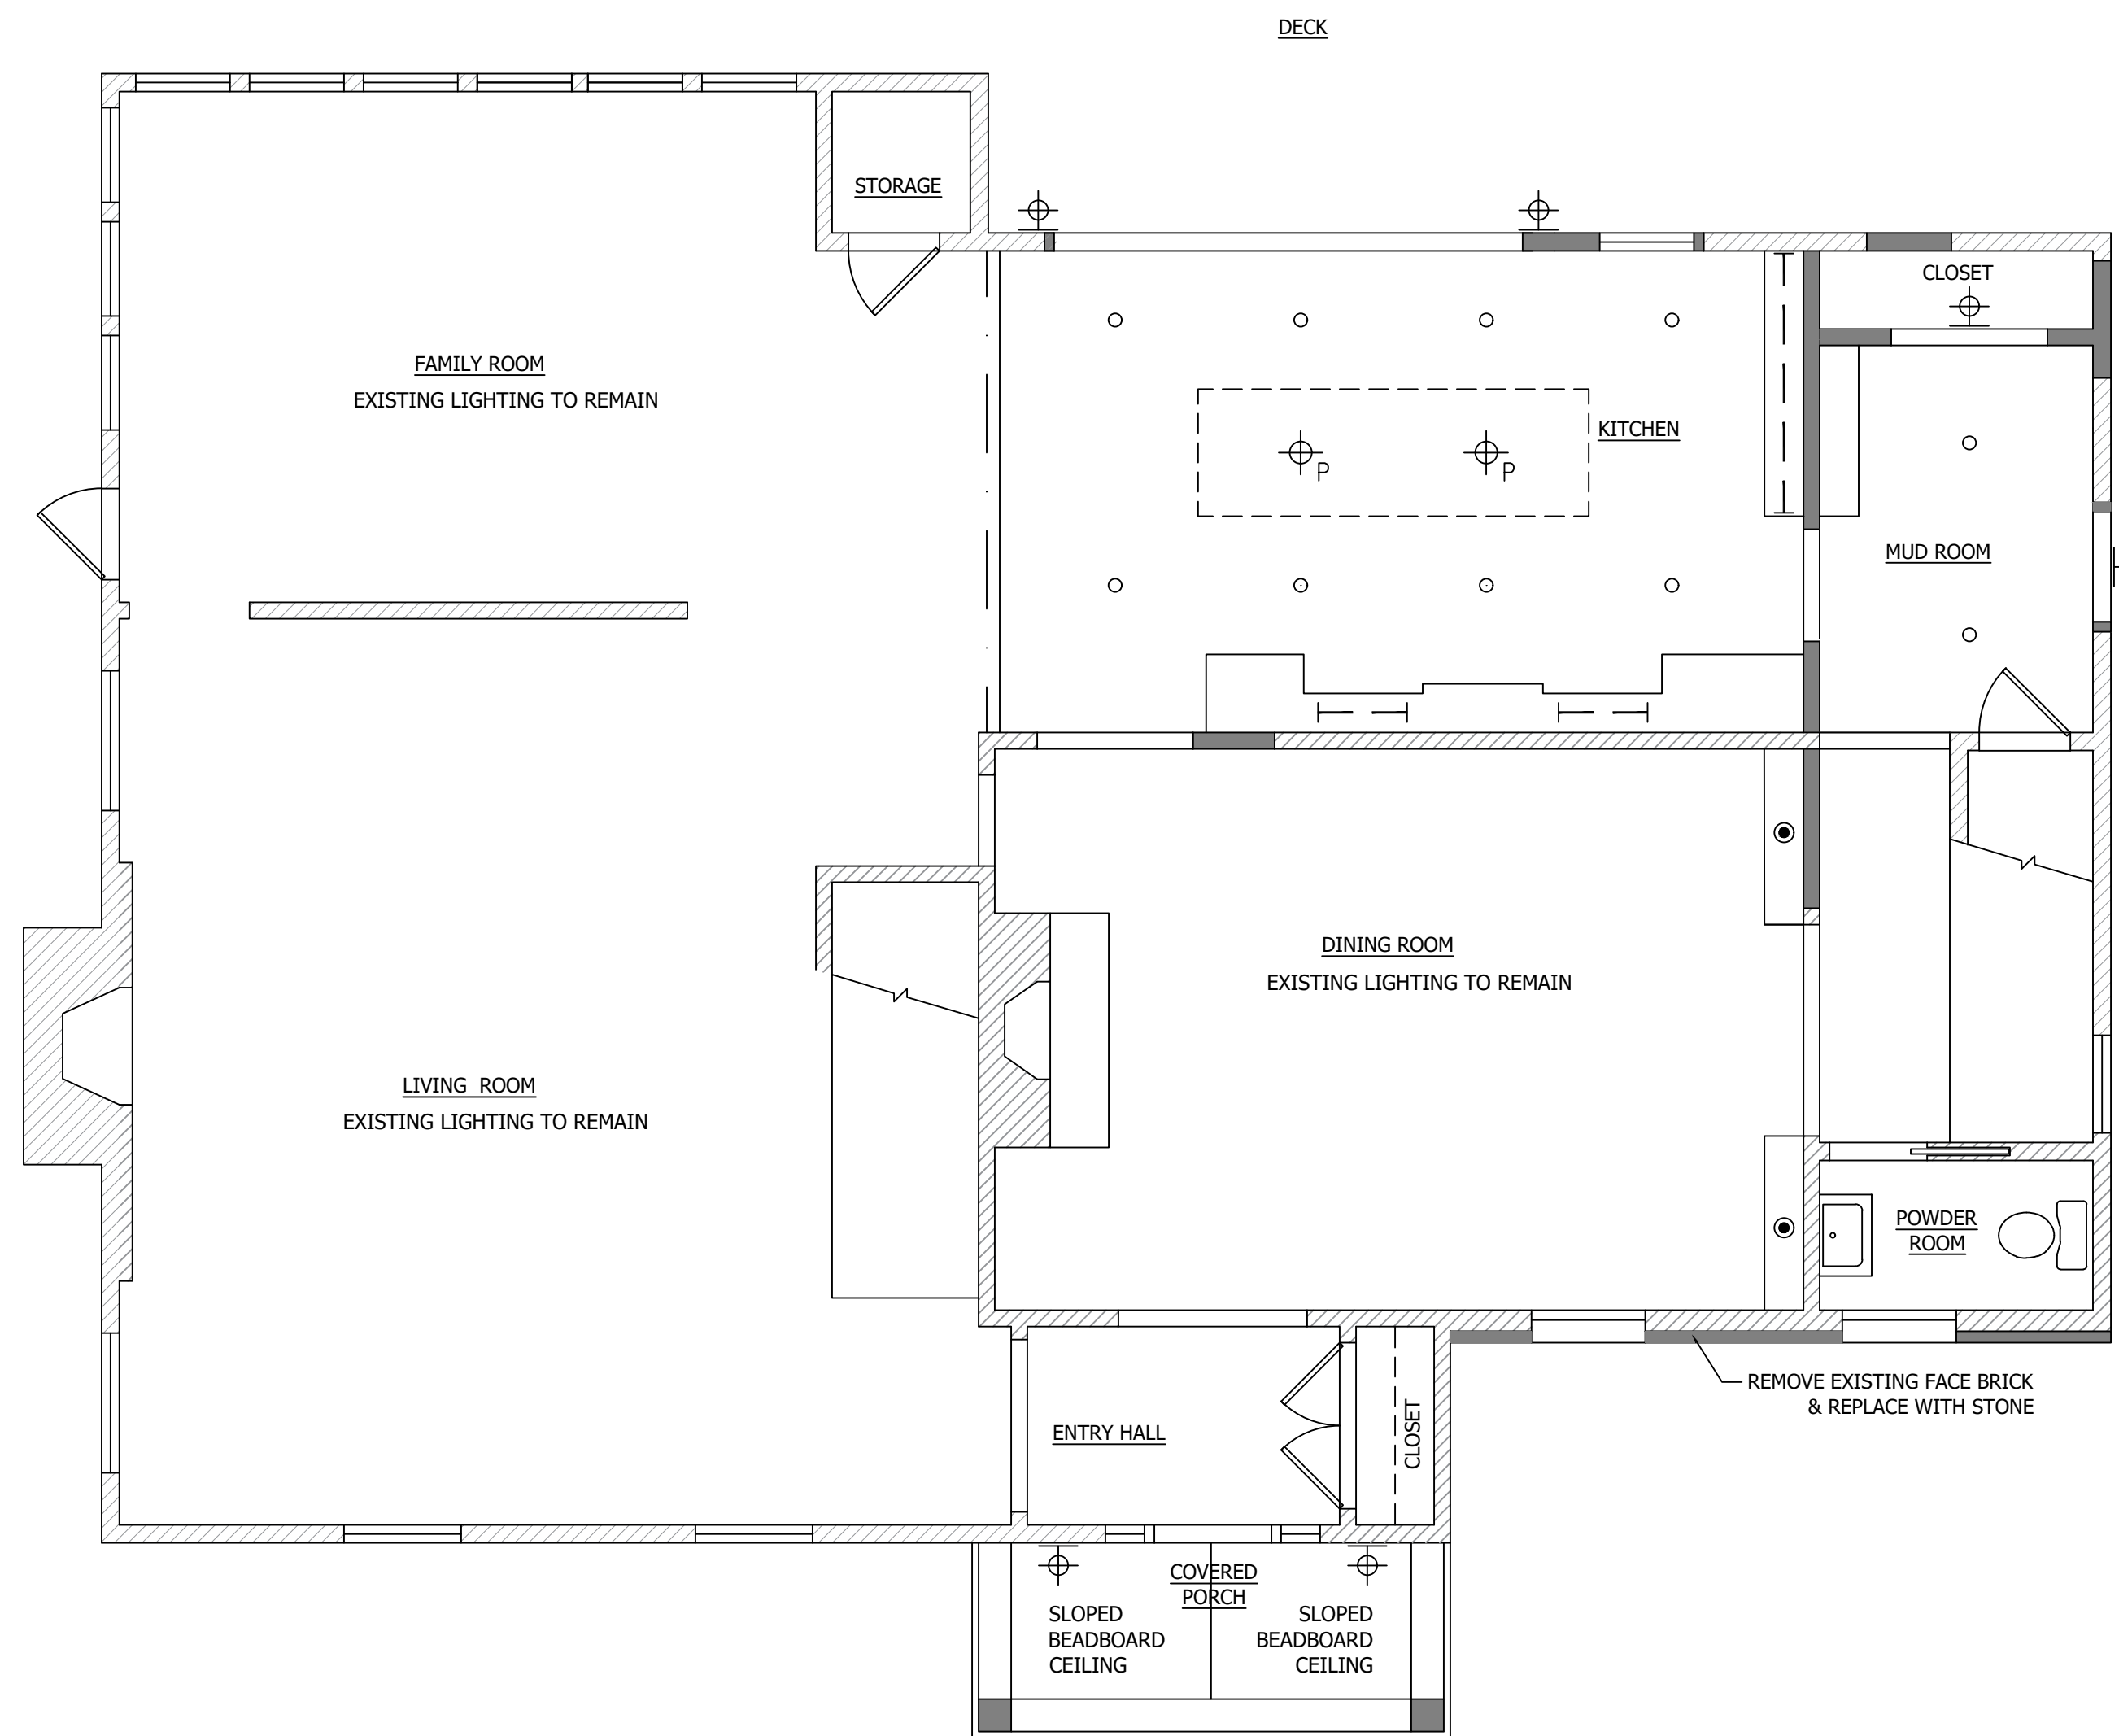 DECK
STORAGE
CLOSET
FAMILY ROOM
EXISTING LIGHTING TO REMAIN
KITCHEN
P
P
MUD ROOM
DINING ROOM
EXISTING LIGHTING TO REMAIN
LIVING ROOM
EXISTING LIGHTING TO REMAIN
POWDER
ROOM
REMOVE EXISTING FACE BRICK
& REPLACE WITH STONE
ENTRY HALL
CLOSET
COVERED
PORCH
SLOPED
BEADBOARD
CEILING
SLOPED
BEADBOARD
CEILING